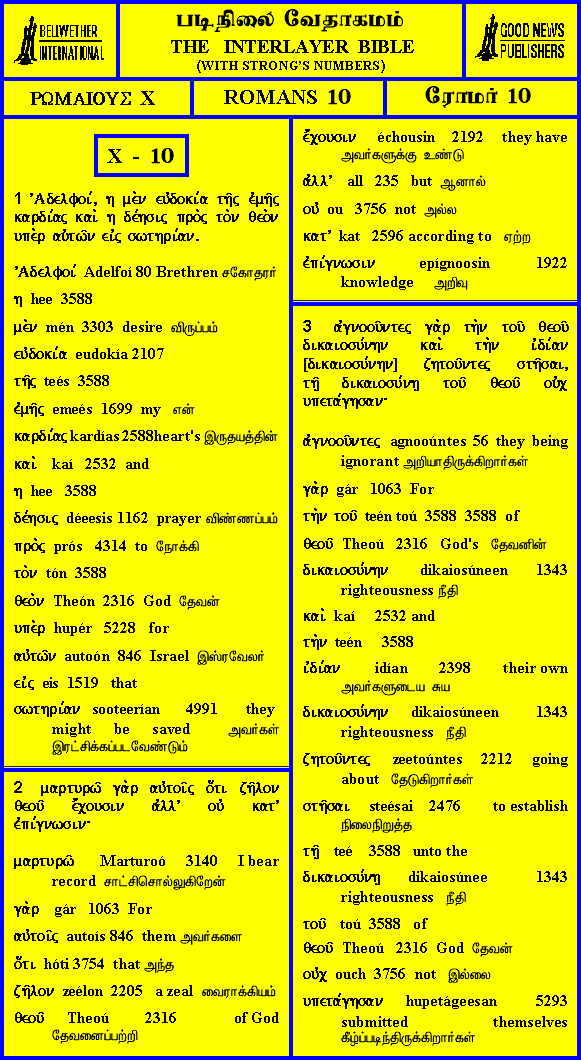 BELLWETHER
INTERNATIONAL
படிநிலை வேதாகமம்
THE INTERLAYER BIBLE
(WITH STRONG'S NUMBERS)
GOOD NEWS
PUBLISHERS
ΡΩΜΑΙΟΥΣ X
ROMANS 10
ரோமர் 10
X - 10
1 Ἀδελφοί, η μὲν εὐδοκία τῆς ἐμῆς
καρδίας καὶ η δέησις πρὸς τὸν θεὸν
υπὲρ αὐτῶν εἰς σωτηρίαν.
Ἀδελφοί Adelfoí 80 Brethren சகோதரர்
η hee 3588
μὲν mén 3303 desire விருப்பம்
εὐδοκία eudokía 2107
τῆς teés 3588
ἐμῆς emeés 1699 my என்
καρδίας kardías 2588heart's இருதயத்தின்
καὶ kaí 2532 and
η hee 3588
δέησις déeesis 1162 prayer விண்ணப்பம்
πρὸς prós 4314 to நோக்கி
τὸν tón 3588
θεὸν Theón 2316 God தேவன்
υπὲρ hupér 5228 for
αὐτῶν autoón 846 Israel இஸ்ரவேலர்
εἰς eis 1519 that
σωτηρίαν sooteerían 4991 they
might be saved அவர்கள்
இரட்சிக்கப்படவேண்டும்
2 μαρτυρῶ γὰρ αὐτοῖς ὅτι ζῆλον
θεοῦ ἔχουσιν ἀλλ' οὐ κατ'
ἐπίγνωσιν·
μαρτυρῶ Marturoó 3140 I bear
record சாட்சிசொல்லுகிறேன்
γὰρ gár 1063 For
αὐτοῖς autoís 846 them அவர்களை
ὅτι hóti 3754 that அந்த
ζῆλον zeélon 2205 a zeal வைராக்கியம்
θεοῦ Theoú 2316 of God
தேவனைப்பற்றி
ἔχουσιν échousin 2192 they have
அவர்களுக்கு உண்டு
ἀλλ' all 235 but ஆனால்
οὐ ou 3756 not அல்ல
κατ' kat 2596 according to ஏற்ற
ἐπίγνωσιν epígnoosin 1922
knowledge அறிவு
3 ἀγνοοῦντες γὰρ τὴν τοῦ θεοῦ
δικαιοσύνην καὶ τὴν ἰδίαν
[δικαιοσύνην] ζητοῦντες στῆσαι,
τῇ δικαιοσύνῃ τοῦ θεοῦ οὐχ
υπετάγησαν·
ἀγνοοῦντες agnooúntes 56 they being
ignorant அறியாதிருக்கிறார்கள்
γὰρ gár 1063 For
τὴν τοῦ teén toú 3588 3588 of
θεοῦ Theoú 2316 God's தேவனின்
δικαιοσύνην dikaiosúneen 1343
righteousness நீதி
καὶ kaí 2532 and
τὴν teén 3588
ἰδίαν idían 2398 their own
அவர்களுடைய சுய
δικαιοσύνην dikaiosúneen 1343
righteousness நீதி
ζητοῦντες zeetoúntes 2212 going
about தேடுகிறார்கள்
στῆσαι steésai 2476 to establish
நிலைநிறுத்த
τῇ teé 3588 unto the
δικαιοσύνῃ dikaiosúnee 1343
righteousness நீதி
τοῦ toú 3588 of
θεοῦ Theoú 2316 God தேவன்
οὐχ ouch 3756 not இல்லை
υπετάγησαν hupetágeesan 5293
submitted themselves
கீழ்ப்படிந்திருக்கிறார்கள்